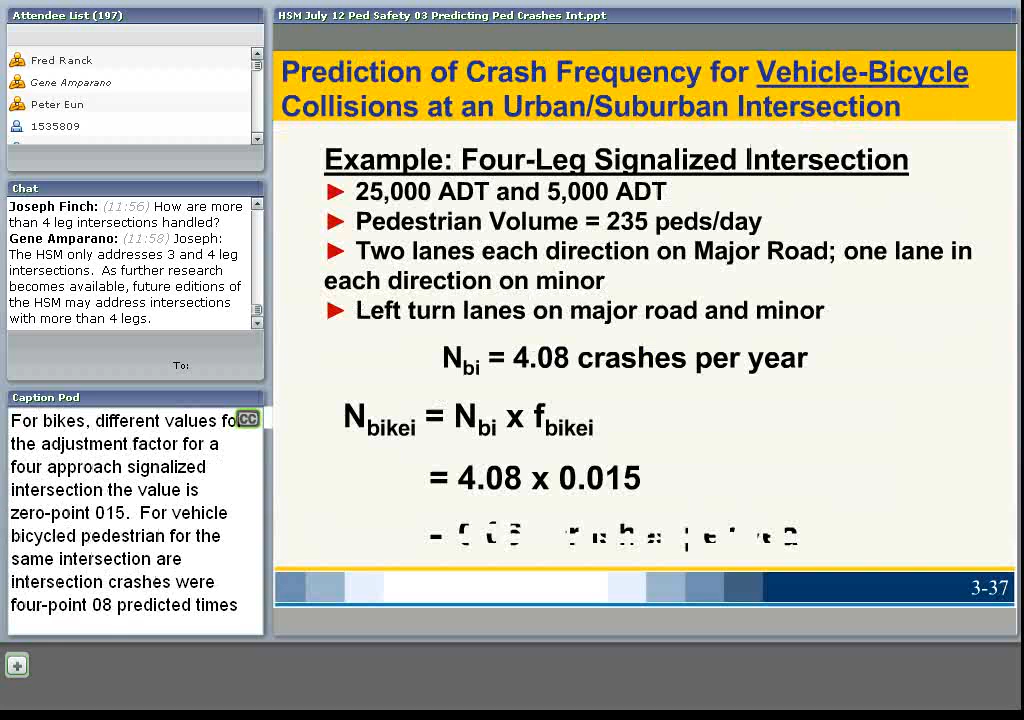 Attendee List (197)
Fred Ranck
Gene Amparano
Peter Eun
1535809
Chat
Joseph Finch: (11:56) How are more
than 4 leg intersections handled?
Gene Amparano: (11:58) Joseph:
The HSM only addresses 3 and 4 leg
intersections. As further research
becomes available, future editions of
the HSM may address intersections
with more than 4 legs.
To:
Caption Pod
For bikes, different values fo
CC
the adjustment factor for a
four approach signalized
intersection the value is
zero-point 015. For vehicle
bicycled pedestrian for the
same intersection are
intersection crashes were
four-point 08 predicted times
HSM July 12 Ped Safety 03 Predicting Ped Crashes Int.ppt
Prediction of Crash Frequency for Vehicle-Bicycle
Collisions at an Urban/Suburban Intersection
Example: Four-Leg Signalized Intersection
► 25,000 ADT and 5,000 ADT
► Pedestrian Volume = 235 peds/day
► Two lanes each direction on Major Road; one lane in
each direction on minor
► Left turn lanes on major road and minor
Nbi = 4.08 crashes per year
Nbikei = Nbi x fbikei
= 4.08 x 0.015
3-37